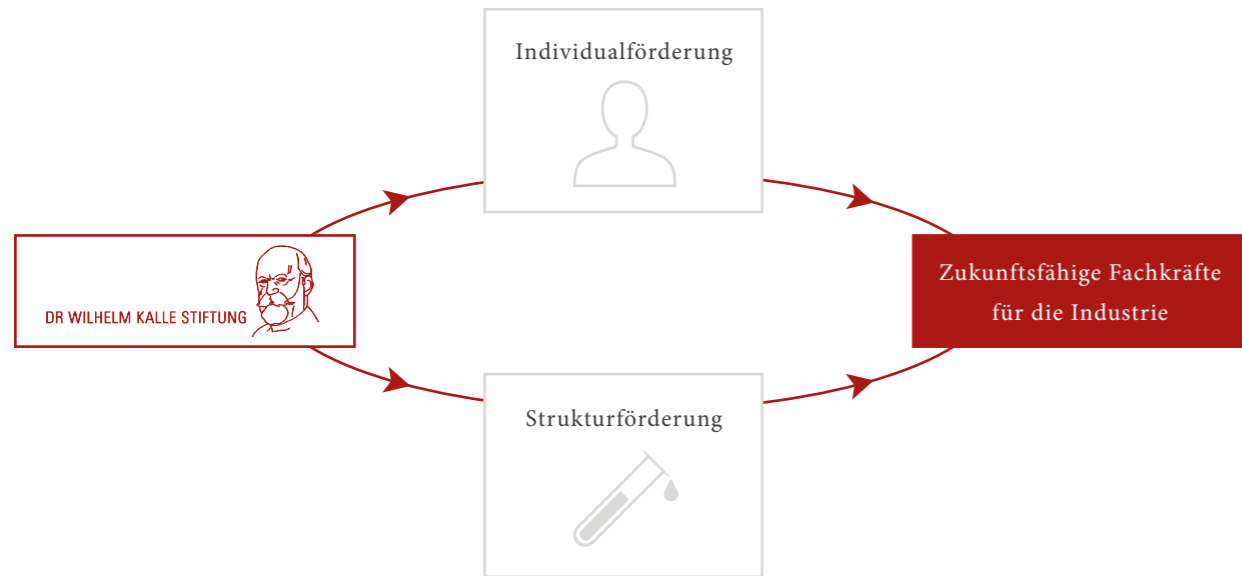 Individualförderung
DR WILHELM KALLE STIFTUNG
Zukunftsfähige Fachkräfte
für die Industrie
Strukturförderung